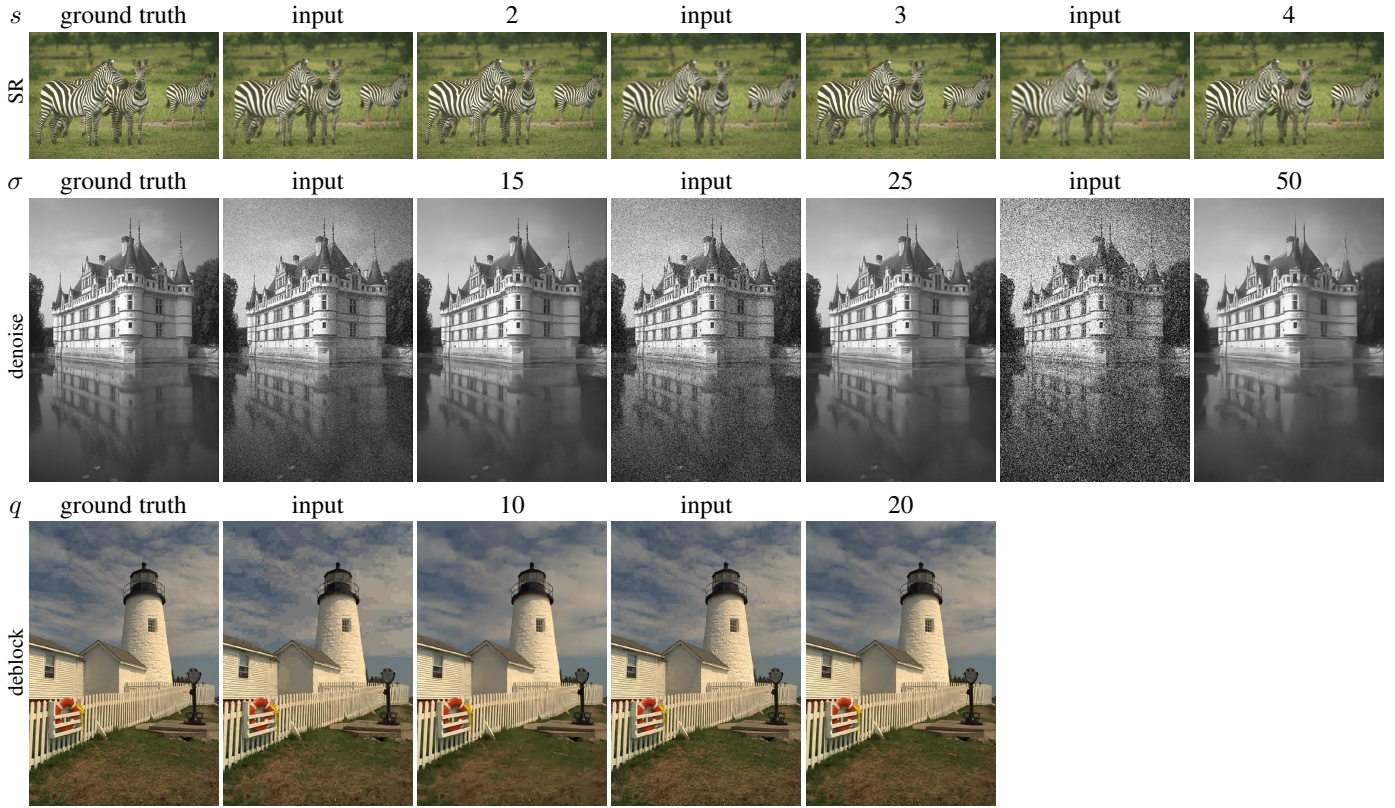 s ground truth input 2 input 3 input 4
SR
σ ground truth input 15 input 25 input 50
denoise
q ground truth input 10 input 20
deblock